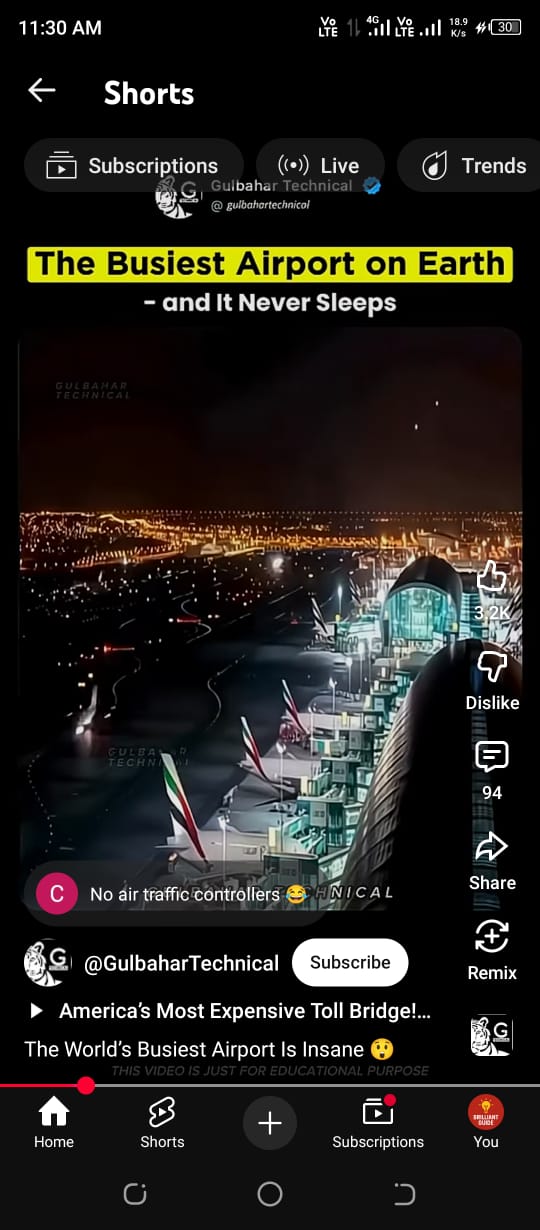 11:30 AM
Vo LTE 4G Vo LTE 18.9 K/s 30
Shorts
Subscriptions
Live
Trends
G
Gulbahar Technical
@ gulbahartechnical
The Busiest Airport on Earth
- and It Never Sleeps
GULBAHAR
TECHNICAL
3.2K
Dislike
GULBAHAR
TECHNICAL
94
C
No air traffic controllers 😂
Share
G
@GulbaharTechnical
Subscribe
Remix
America's Most Expensive Toll Bridge!...
G
The World's Busiest Airport Is Insane 😲
THIS VIDEO IS JUST FOR EDUCATIONAL PURPOSE
BRILLIANT
GUIDE
Home
Shorts
Subscriptions
You